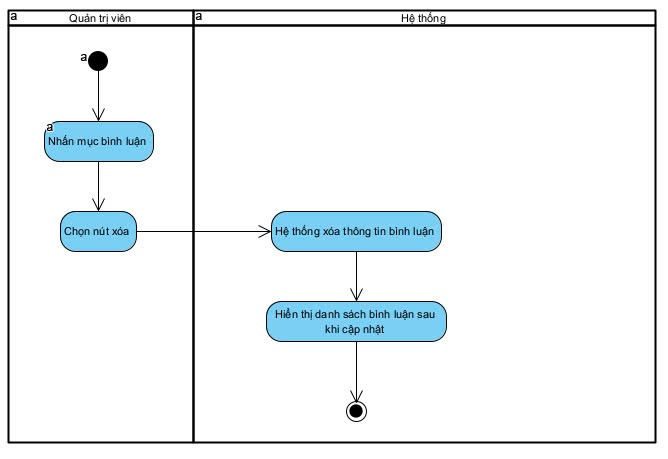 a
Quản trị viên
a
Hệ thống
a
a
Nhấn mục bình luận
Chọn nút xóa
Hệ thống xóa thông tin bình luận
Hiển thị danh sách bình luận sau
khi cập nhật